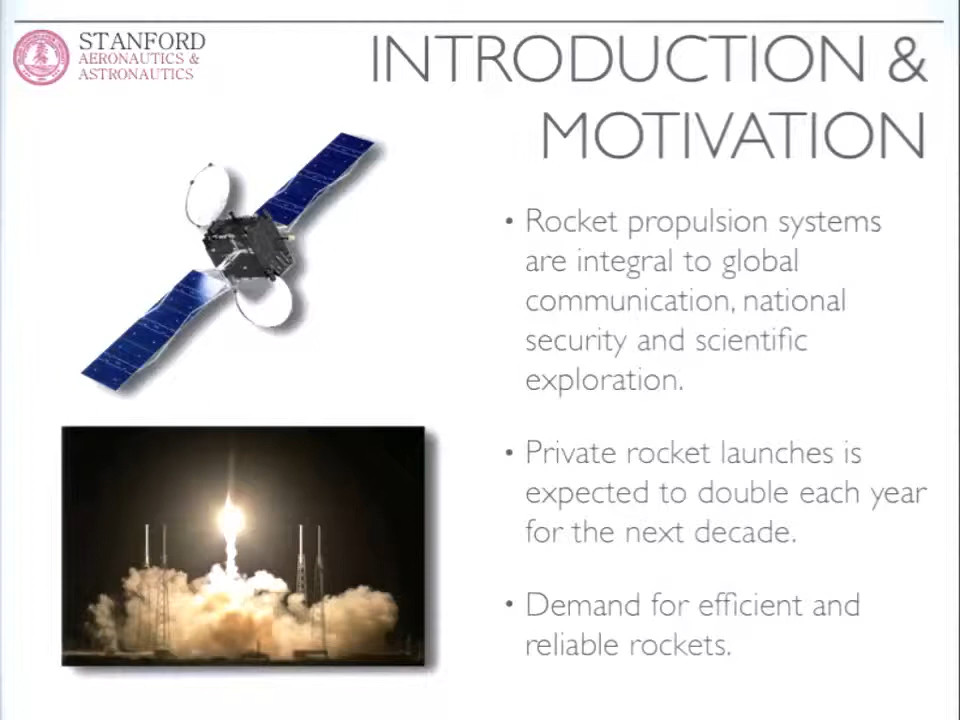 STANFORD
AERONAUTICS &
ASTRONAUTICS
INTRODUCTION &
MOTIVATION
• Rocket propulsion systems
are integral to global
communication, national
security and scientific
exploration.
• Private rocket launches is
expected to double each year
for the next decade.
• Demand for efficient and
reliable rockets.